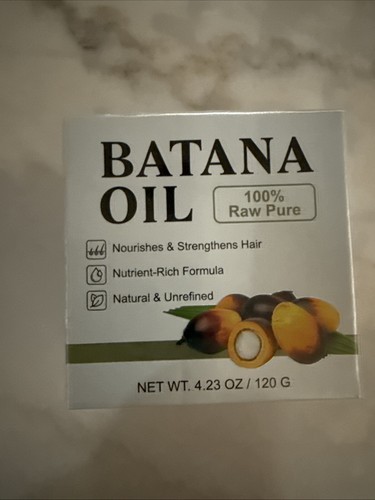 BATANA
OIL
100%
Raw Pure
Nourishes & Strengthens Hair
Nutrient-Rich Formula
Natural & Unrefined
NET WT. 4.23 OZ / 120 G